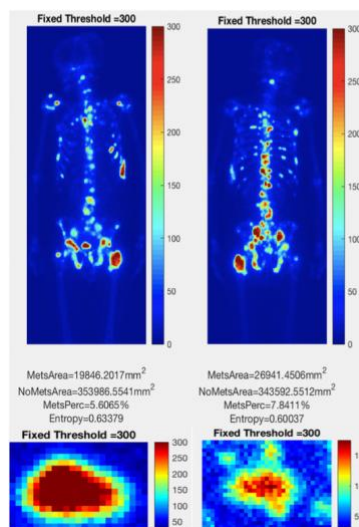 Fixed Threshold =300
Fixed Threshold =300
300
250
200
150
100
50
0
300
250
200
150
100
50
0
MetsArea=19846.2017mm²
MetsArea=26941.4506mm²
NoMetsArea=353986.5541mm²
NoMetsArea=343592.5512mm²
MetsPerc=5.6065%
MetsPerc=7.8411%
Entropy=0.63379
Entropy=0.60037
Fixed Threshold =300
Fixed Threshold =300
300
250
200
150
100
50